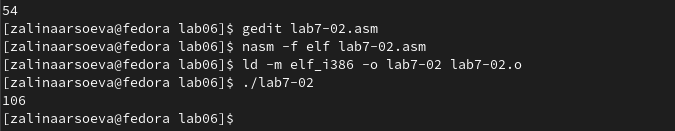 54
[zalinaarsoeva@fedora lab06]$ gedit lab7-02.asm
[zalinaarsoeva@fedora lab06]$ nasm -f elf lab7-02.asm
[zalinaarsoeva@fedora lab06]$ ld -m elf_i386 -o lab7-02 lab7-02.o
[zalinaarsoeva@fedora lab06]$ ./lab7-02
106
[zalinaarsoeva@fedora lab06]$